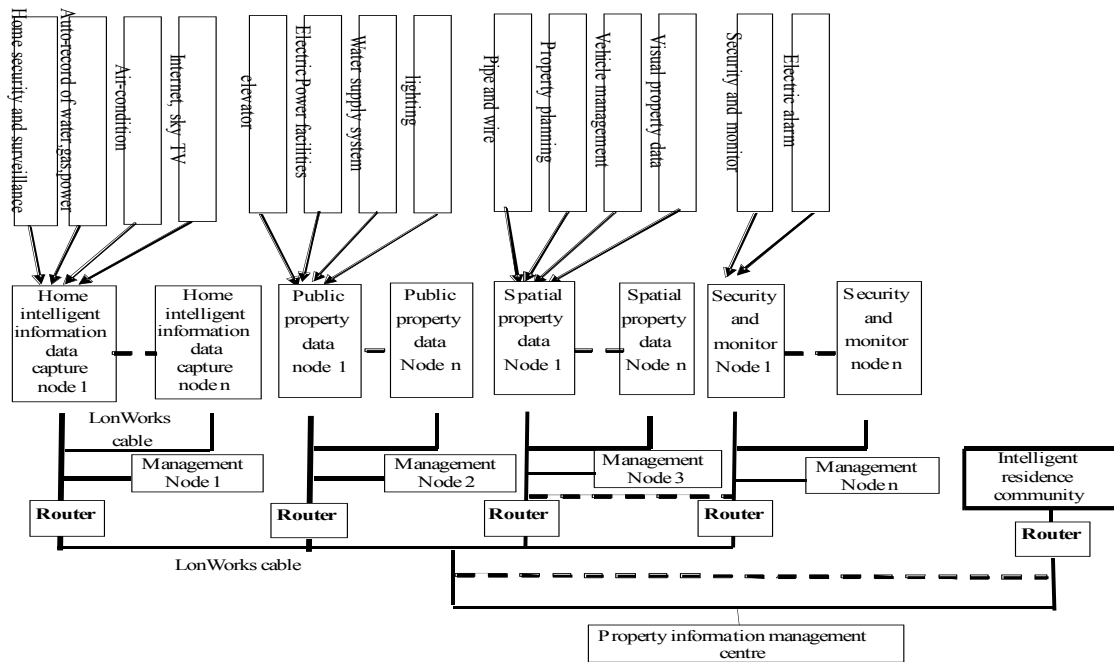 Home security and surveillance
Auto-record of water,gas,power
Air-condition
Internet, sky TV
elevator
Electric Power facilities
Water supply system
lighting
Pipe and wire
Property planning
Vehicle management
Visual property data
Security and monitor
Electric alarm
Home
intelligent
information
data
capture
node 1
Home
intelligent
information
data
capture
node n
Public
property
data
node 1
Public
property
data
Node n
Spatial
property
data
Node 1
Spatial
property
data
Node n
Security
and
monitor
Node 1
Security
and
monitor
node n
LonWorks
cable
Management
Node 1
Management
Node 2
Management
Node 3
Management
Node n
Intelligent
residence
community
Router
Router
Router
Router
Router
LonWorks cable
Property information management
centre